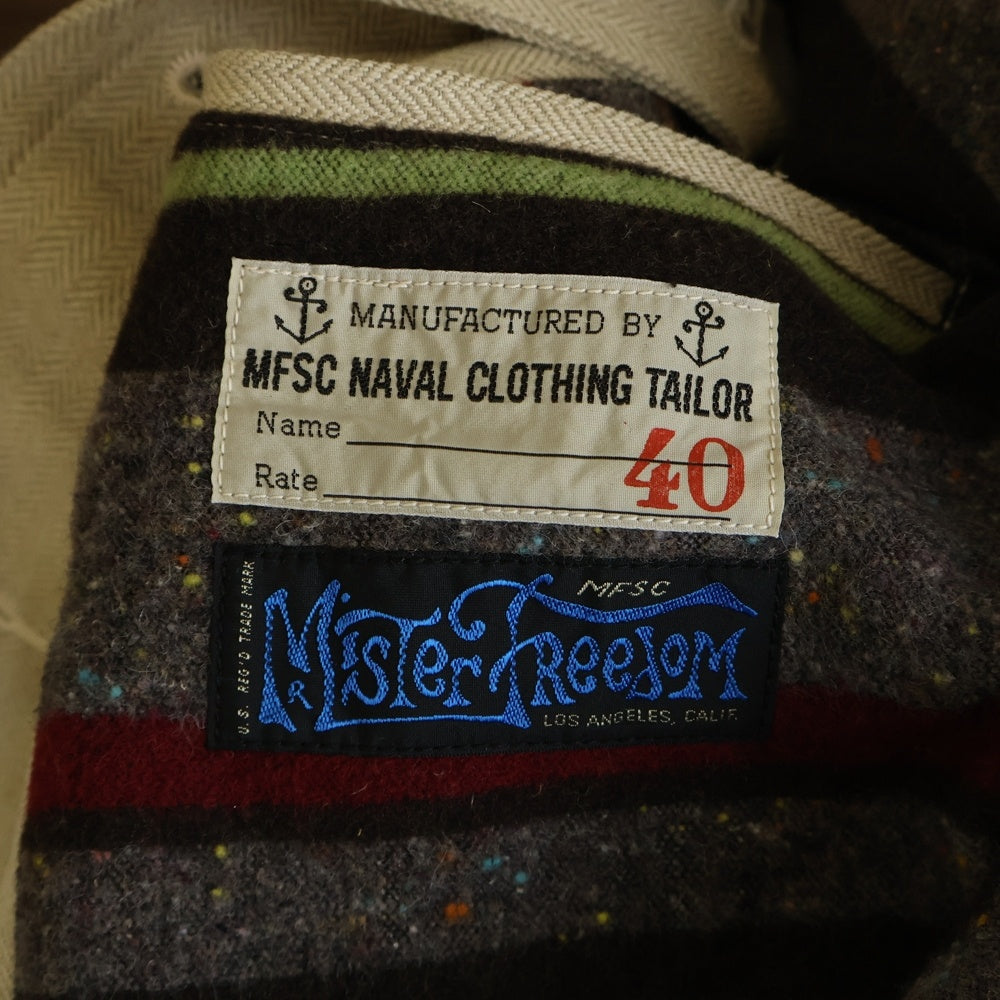 MANUFACTURED BY
MFSC NAVAL CLOTHING TAILOR
Name
Rate
40
U.S. REG'D TRADE MARK
MFSC
MISTER FREEDOM
R
LOS ANGELES, CALIF.